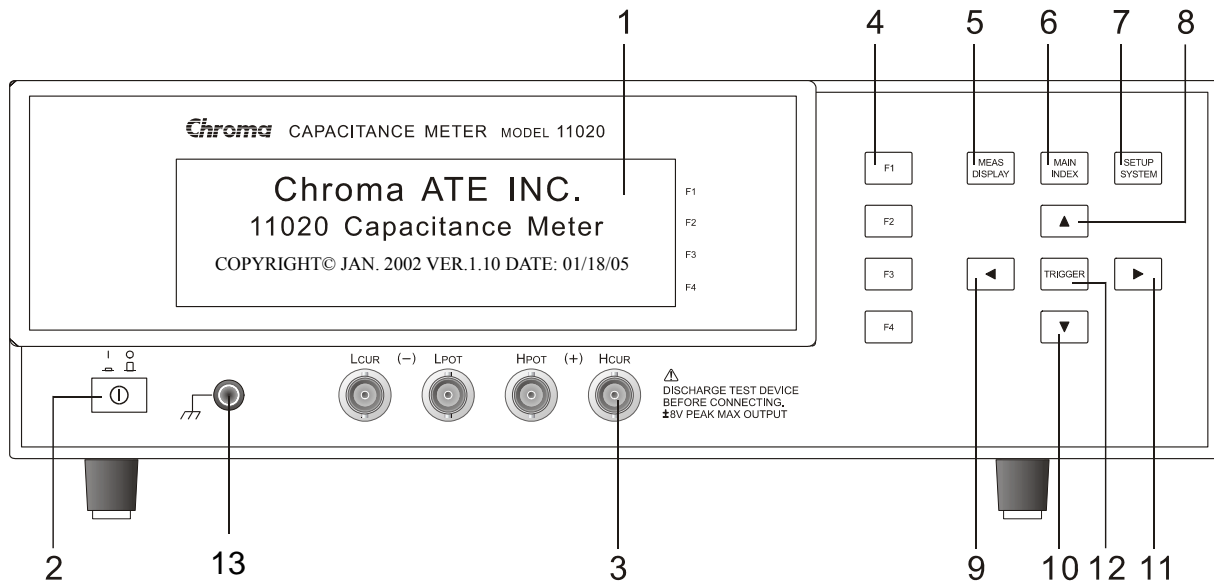 1
4
5
6
7
8
Chroma CAPACITANCE METER MODEL 11020
Chroma ATE INC.
11020 Capacitance Meter
COPYRIGHT© JAN. 2002 VER.1.10 DATE: 01/18/05
F1
F2
F3
F4
F1
F2
F3
F4
MEAS
DISPLAY
MAIN
INDEX
SETUP
SYSTEM
▲
◄
TRIGGER
►
▼
LCUR (−) LPOT HPOT (+) HCUR
⚠
DISCHARGE TEST DEVICE
BEFORE CONNECTING.
±8V PEAK MAX OUTPUT
2
13
3
9
10
12
11